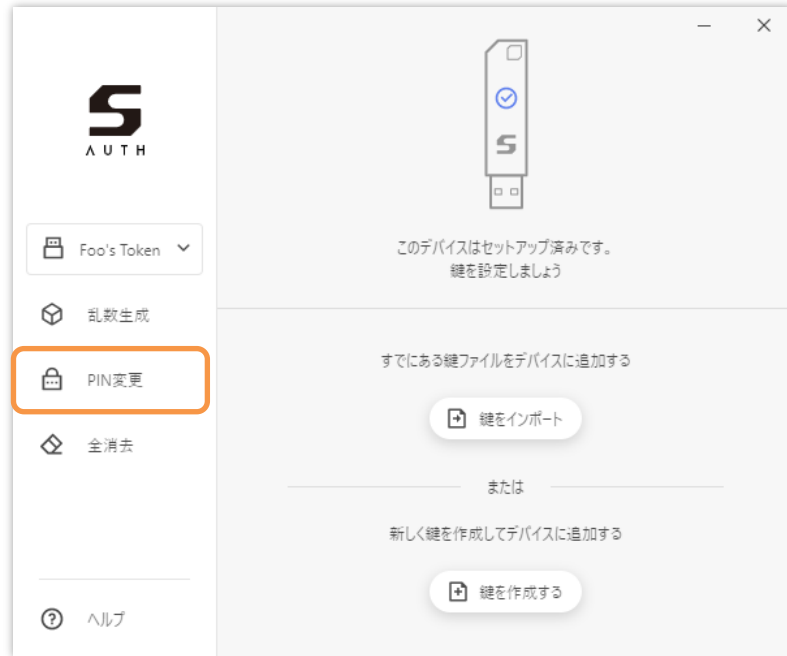 S
AUTH
Foo's Token
乱数生成
PIN変更
全消去
ヘルプ
S
このデバイスはセットアップ済みです。
鍵を設定しましょう
すでにある鍵ファイルをデバイスに追加する
鍵をインポート
または
新しく鍵を作成してデバイスに追加する
鍵を作成する